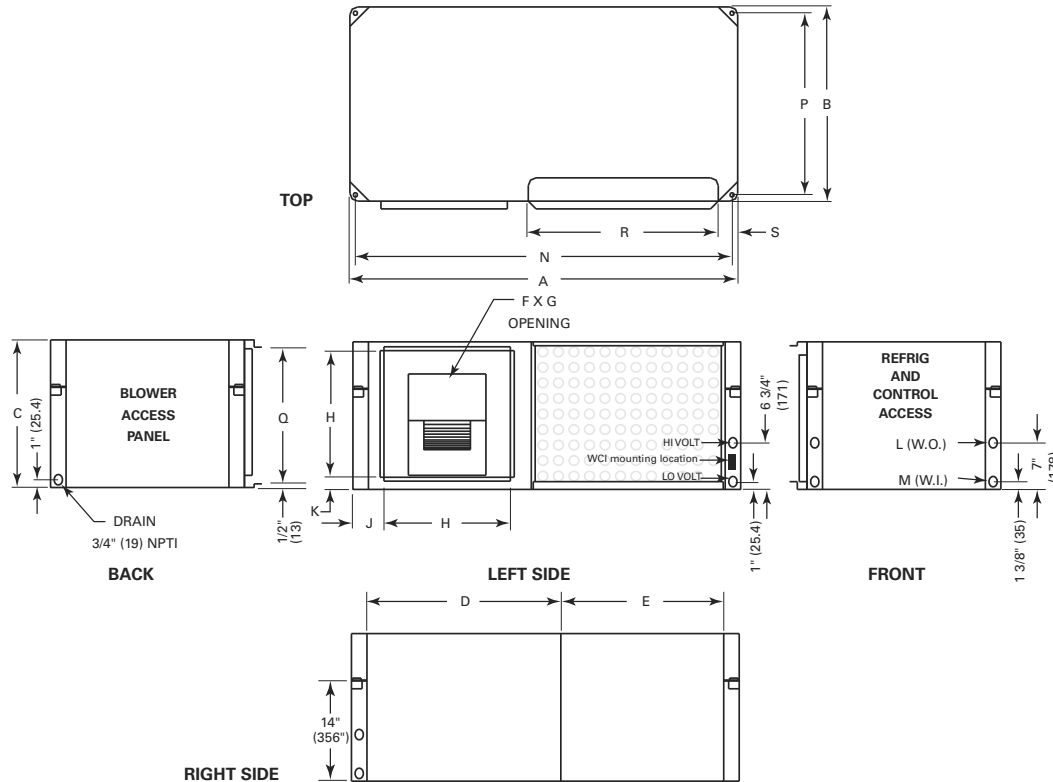 TOP
P
B
R
S
N
A
F X G
OPENING
C
1" (25.4)
BLOWER
ACCESS
PANEL
DRAIN
3/4" (19) NPTI
Q
1/2"
(13)
BACK
H
K
J
H
HI VOLT
WCI mounting location
LO VOLT
6 3/4"
(171)
1" (25.4)
LEFT SIDE
REFRIG
AND
CONTROL
ACCESS
L (W.O.)
M (W.I.)
7"
(178)
1 3/8" (35)
FRONT
D
E
14"
(356")
RIGHT SIDE